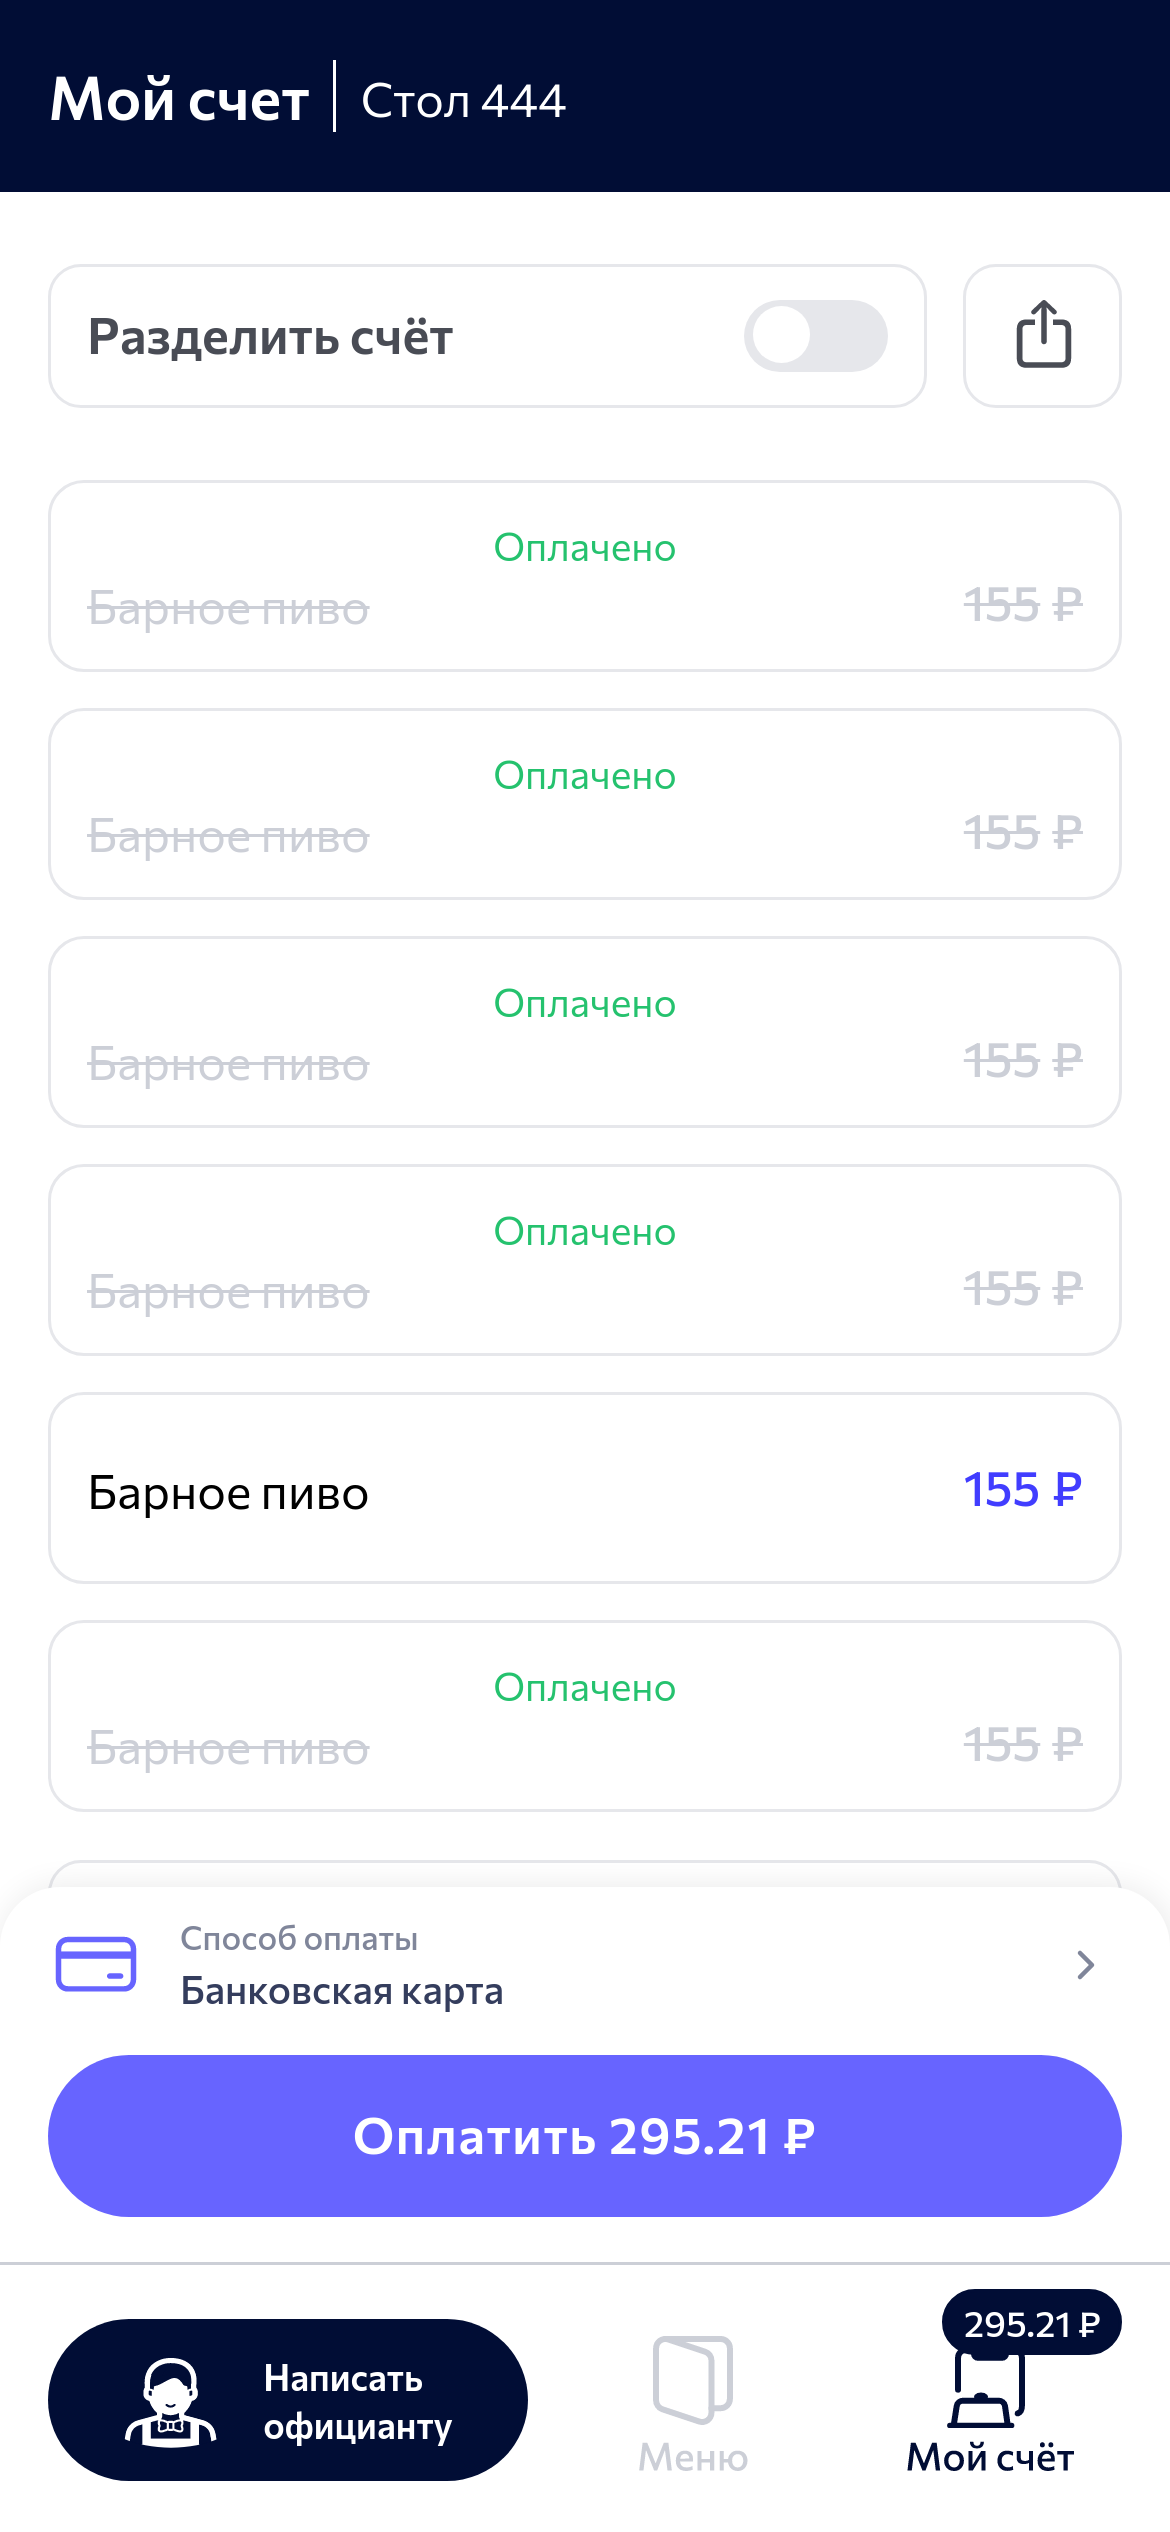 Мой счет
Стол 444
Разделить счёт
Оплачено
Барное пиво 155 ₽
Оплачено
Барное пиво 155 ₽
Оплачено
Барное пиво 155 ₽
Оплачено
Барное пиво 155 ₽
Барное пиво 155 ₽
Оплачено
Барное пиво 155 ₽
Способ оплаты
Банковская карта
Оплатить 295.21 ₽
Написать
официанту
Меню
295.21 ₽
Мой счёт